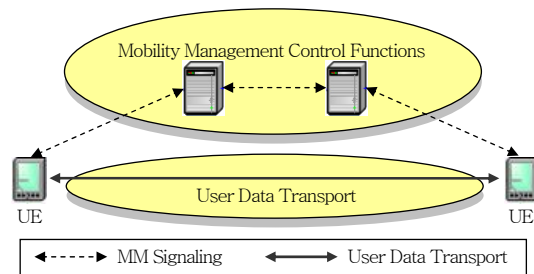 Mobility Management Control Functions
User Data Transport
UE
UE
MM Signaling
User Data Transport